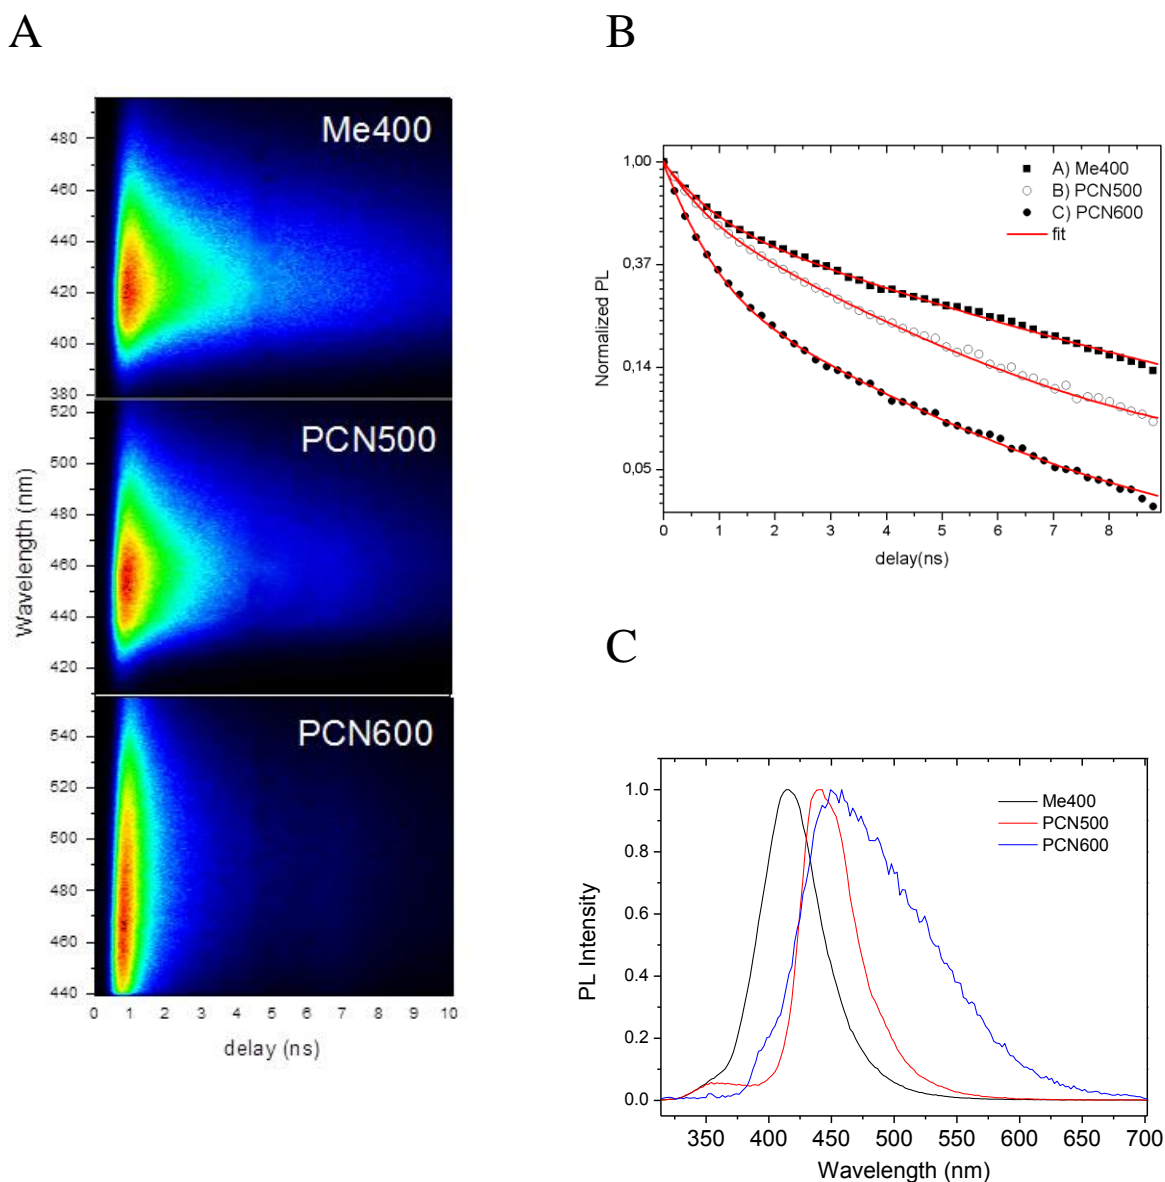 A
Me400
480
460
440
420
400
380
PCN500
520
500
480
460
440
420
Wavelength (nm)
PCN600
540
520
500
480
460
440
0 1 2 3 4 5 6 7 8 9 10
delay (ns)
B
1,00
0,37
0,14
0,05
Normalized PL
A) Me400
B) PCN500
C) PCN600
fit
0 1 2 3 4 5 6 7 8
delay(ns)
C
1.0
0.8
0.6
0.4
0.2
0.0
PL Intensity
Me400
PCN500
PCN600
350 400 450 500 550 600 650 700
Wavelength (nm)